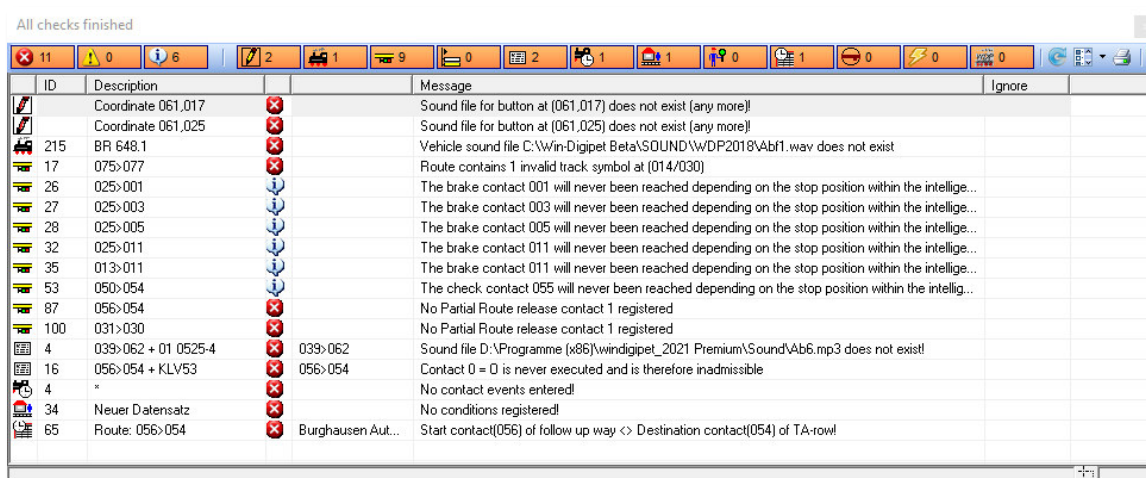 All checks finished
11 0 6 2 1 9 0 2 1 1 0 1 0 0 0
ID Description Message Ignore
Coordinate 061,017 Sound file for button at (061,017) does not exist (any more)!
Coordinate 061,025 Sound file for button at (061,025) does not exist (any more)!
215 BR 648.1 Vehicle sound file C:\Win-Digipet Beta\SOUND\WDP2018\Abf1.wav does not exist
17 075>077 Route contains 1 invalid track symbol at (014/030)
26 025>001 The brake contact 001 will never been reached depending on the stop position within the intellige...
27 025>003 The brake contact 003 will never been reached depending on the stop position within the intellige...
28 025>005 The brake contact 005 will never been reached depending on the stop position within the intellige...
32 025>011 The brake contact 011 will never been reached depending on the stop position within the intellige...
35 013>011 The brake contact 011 will never been reached depending on the stop position within the intellige...
53 050>054 The check contact 055 will never been reached depending on the stop position within the intellig...
87 056>054 No Partial Route release contact 1 registered
100 031>030 No Partial Route release contact 1 registered
4 039>062 + 01 0525-4 039>062 Sound file D:\Programme (x86)\windigipet_2021 Premium\Sound\Ab6.mp3 does not exist!
16 056>054 + KLV53 056>054 Contact 0 = O is never executed and is therefore inadmissible
4 * No contact events entered!
34 Neuer Datensatz No conditions registered!
65 Route: 056>054 Burghausen Aut... Start contact(056) of follow up way <> Destination contact(054) of TA-row!